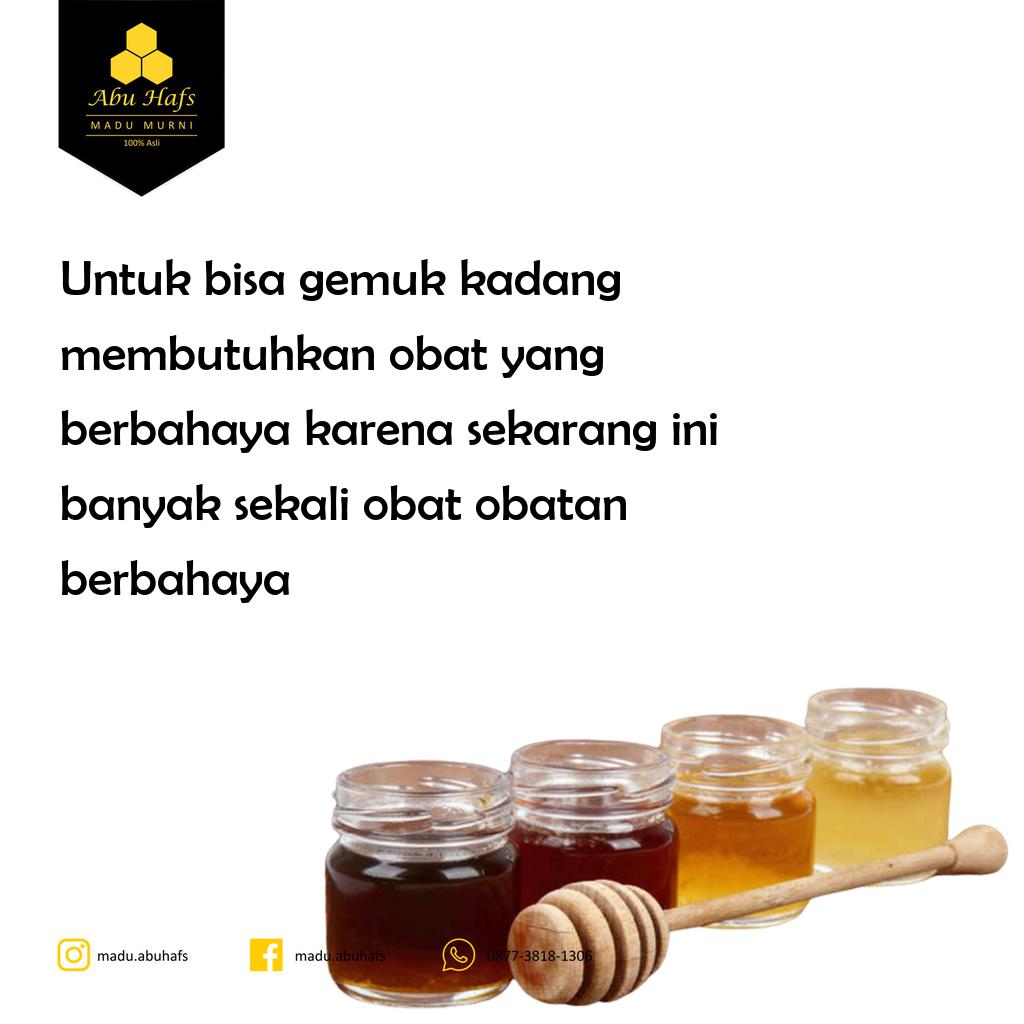 Abu Hafs
MADU MURNI
100% Asli
Untuk bisa gemuk kadang
membutuhkan obat yang
berbahaya karena sekarang ini
banyak sekali obat obatan
berbahaya
madu.abuhafs
madu.abuhafs
0877-3818-1306